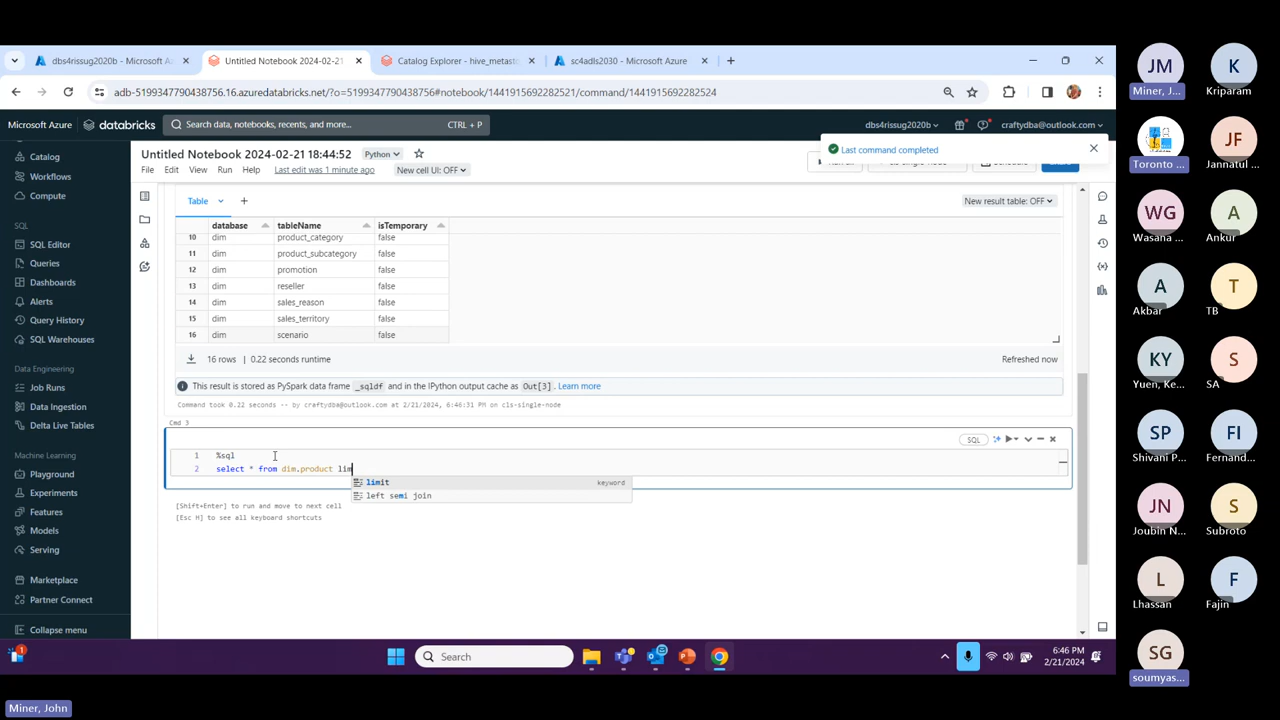 dbs4rissug2020b - Microsoft A
Untitled Notebook 2024-02-21
Catalog Explorer - hive_metast
sc4adls2030 - Microsoft Azure
adb-5199347790438756.16.azuredatabricks.net/?o=5199347790438756#notebook/1441915692282521/command/1441915692282524
Microsoft Azure
databricks
Search data, notebooks, recents, and more...
CTRL + P
dbs4rissug2020b
craftydba@outlook.com
Untitled Notebook 2024-02-21 18:44:52
Python
Last command completed
File Edit View Run Help Last edit was 1 minute ago New cell UI: OFF
Catalog
Workflows
Compute
SQL
SQL Editor
Queries
Dashboards
Alerts
Query History
SQL Warehouses
Data Engineering
Job Runs
Data Ingestion
Delta Live Tables
Machine Learning
Playground
Experiments
Features
Models
Serving
Marketplace
Partner Connect
Collapse menu
Table +
New result table: OFF
database tableName isTemporary
10 dim product_category false
11 dim product_subcategory false
12 dim promotion false
13 dim reseller false
14 dim sales_reason false
15 dim sales_territory false
16 dim scenario false
16 rows | 0.22 seconds runtime
Refreshed now
This result is stored as PySpark data frame _sqldf and in the IPython output cache as Out[3]. Learn more
Command took 0.22 seconds -- by craftydba@outlook.com at 2/21/2024, 6:46:31 PM on cls-single-node
Cmd 3
SQL
1 %sql
2 select * from dim.product lim
limit keyword
left semi join
[Shift+Enter] to run and move to next cell
[Esc H] to see all keyboard shortcuts
1
Search
6:46 PM
2/21/2024
Miner, John
JM
Miner, J...
K
Kriparam
Toronto ...
JF
Jannatul ...
WG
Wasana ...
A
Ankur
A
Akbar
T
TB
KY
Yuen, Ke...
S
SA
SP
Shivani P...
FI
Fernand...
JN
Joubin N...
S
Subroto
L
Lhassan
F
Fajin
SG
soumyas...